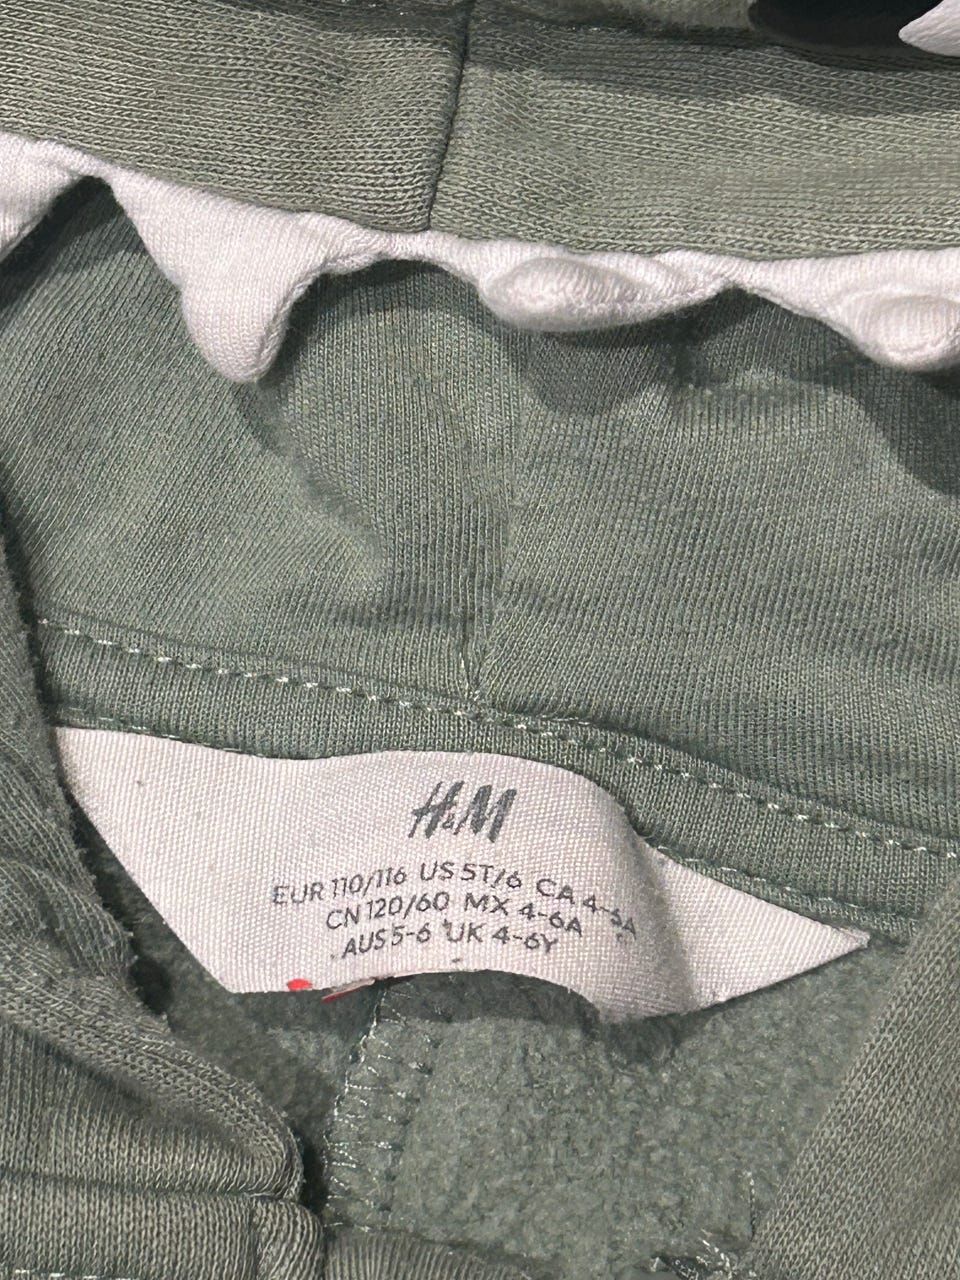 H&M
EUR 110/116 US 5T/6 CA 4-6A
CN 120/60 MX 4-6A
AUS 5-6 UK 4-6Y